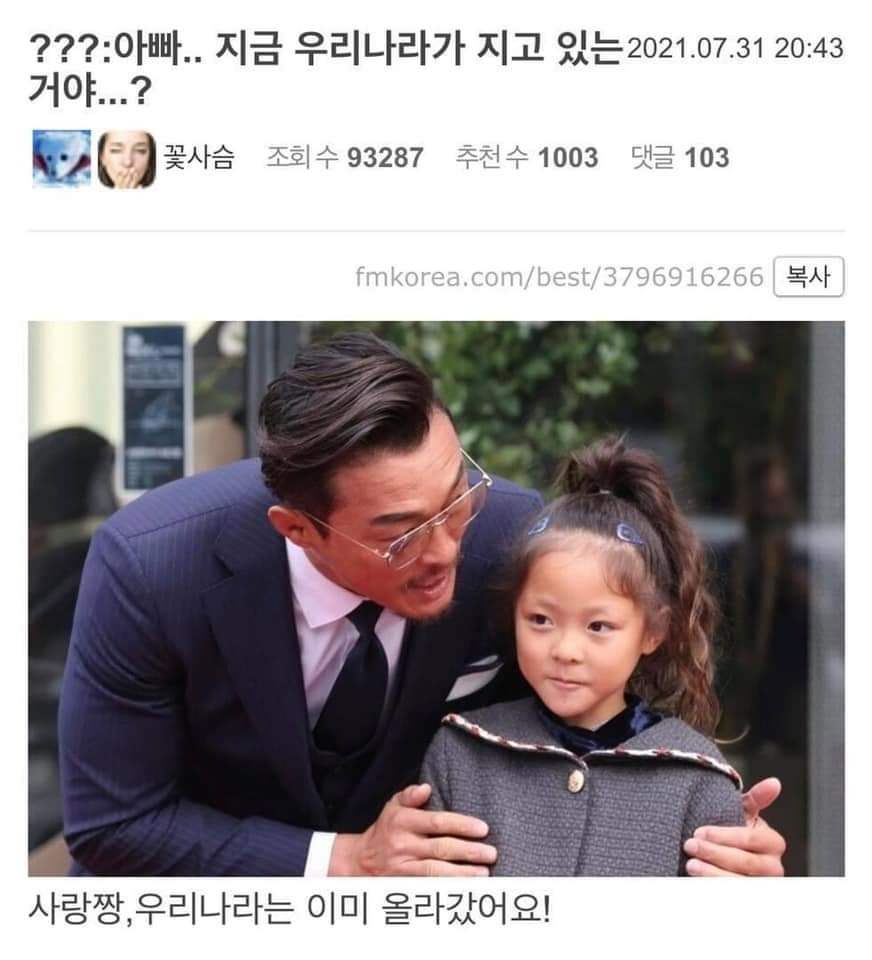 ???:아빠.. 지금 우리나라가 지고 있는 2021.07.31 20:43
거야...?
꽃사슴 조회 수 93287 추천 수 1003 댓글 103
fmkorea.com/best/3796916266 복사
사랑짱,우리나라는 이미 올라갔어요!